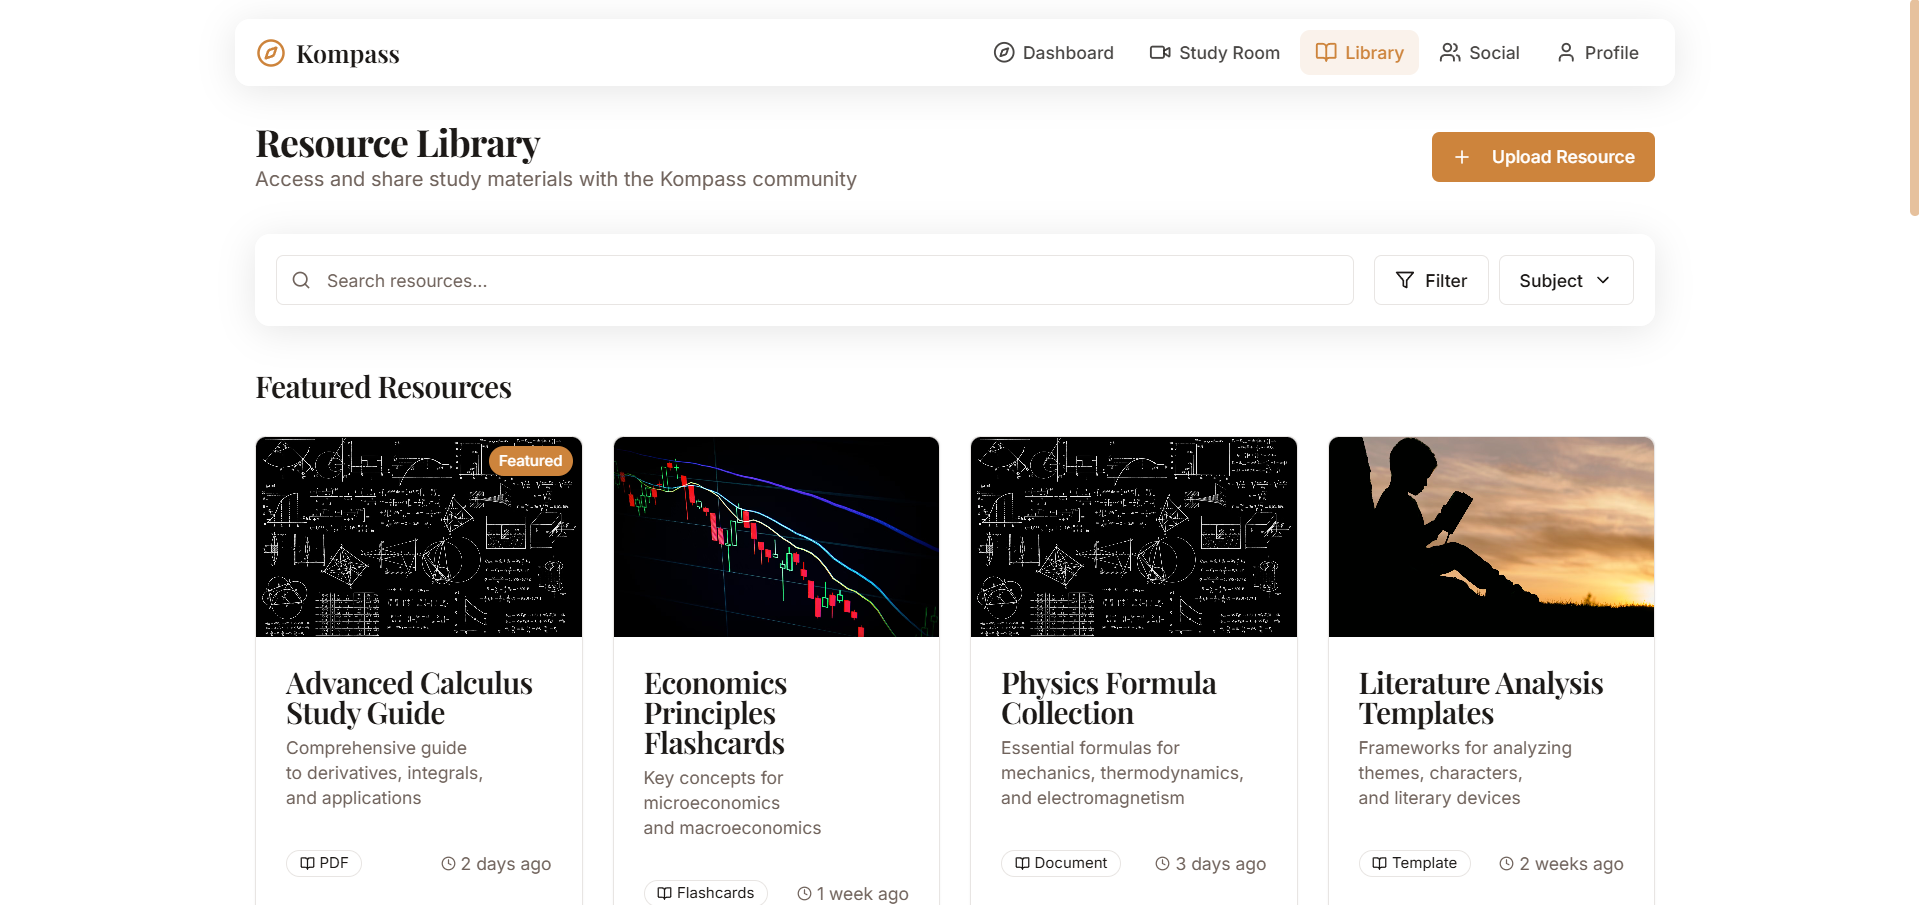 Kompass
Dashboard
Study Room
Library
Social
Profile
Resource Library
Access and share study materials with the Kompass community
Upload Resource
Search resources...
Filter
Subject
Featured Resources
Featured
Advanced Calculus
Study Guide
Comprehensive guide
to derivatives, integrals,
and applications
PDF
2 days ago
Economics
Principles
Flashcards
Key concepts for
microeconomics
and macroeconomics
Flashcards
1 week ago
Physics Formula
Collection
Essential formulas for
mechanics, thermodynamics,
and electromagnetism
Document
3 days ago
Literature Analysis
Templates
Frameworks for analyzing
themes, characters,
and literary devices
Template
2 weeks ago